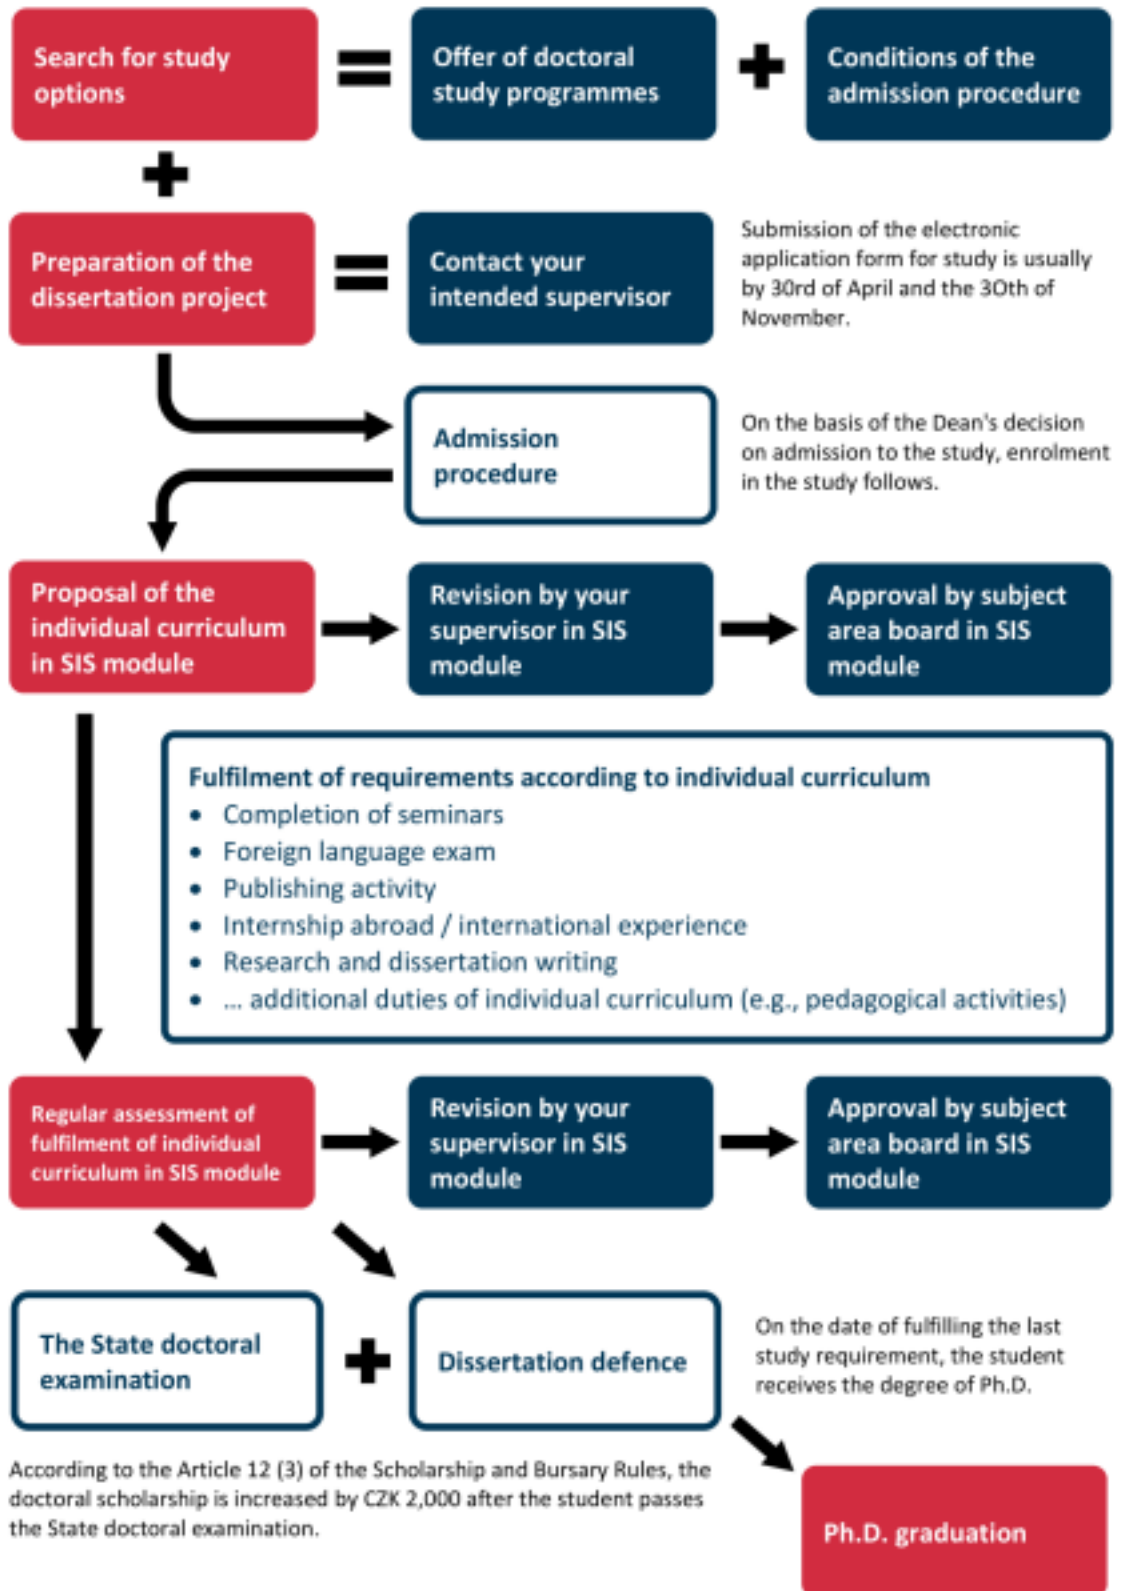 Search for study
options
=
Offer of doctoral
study programmes
+
Conditions of the
admission procedure
+
Preparation of the
dissertation project
=
Contact your
intended supervisor
Submission of the electronic
application form for study is usually
by 30rd of April and the 3Oth of
November.
Admission
procedure
On the basis of the Dean's decision
on admission to the study, enrolment
in the study follows.
Proposal of the
individual curriculum
in SIS module
Revision by your
supervisor in SIS
module
Approval by subject
area board in SIS
module
Fulfilment of requirements according to individual curriculum
• Completion of seminars
• Foreign language exam
• Publishing activity
• Internship abroad / international experience
• Research and dissertation writing
• ... additional duties of individual curriculum (e.g., pedagogical activities)
Regular assessment of
fulfilment of individual
curriculum in SIS module
Revision by your
supervisor in SIS
module
Approval by subject
area board in SIS
module
The State doctoral
examination
+
Dissertation defence
On the date of fulfilling the last
study requirement, the student
receives the degree of Ph.D.
According to the Article 12 (3) of the Scholarship and Bursary Rules, the
doctoral scholarship is increased by CZK 2,000 after the student passes
the State doctoral examination.
Ph.D. graduation